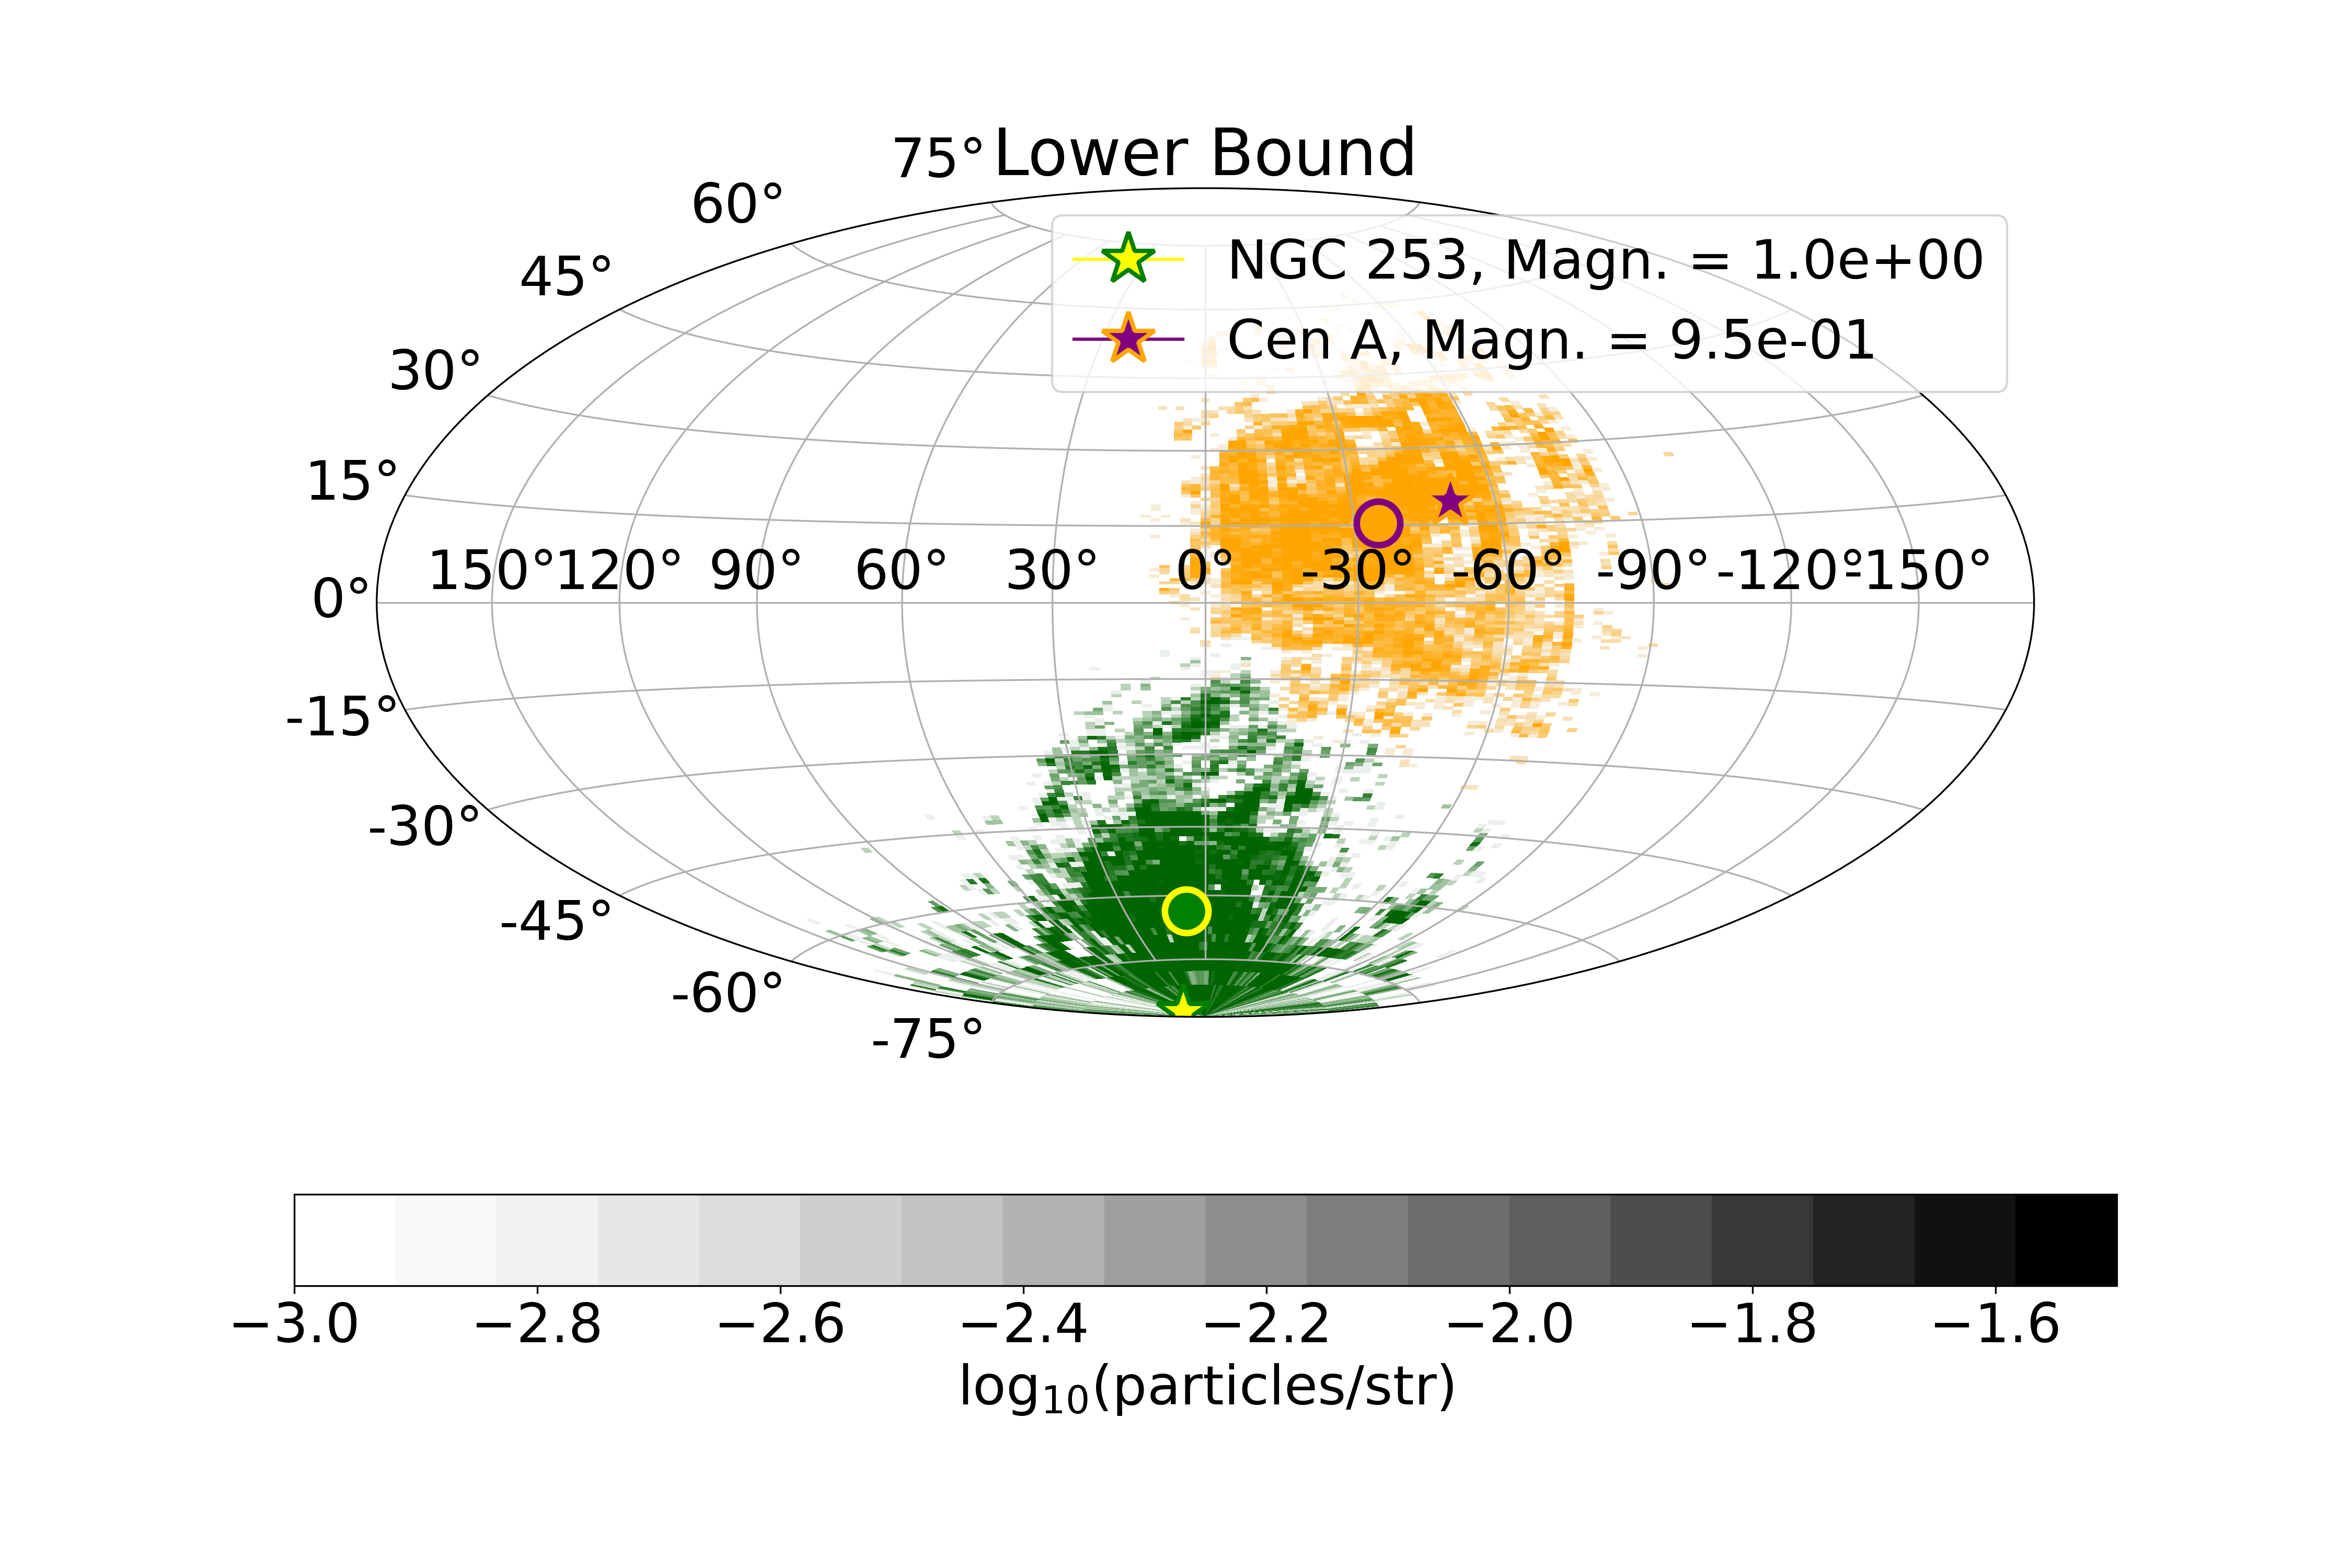 75° Lower Bound
60°
NGC 253, Magn. = 1.0e+00
45°
Cen A, Magn. = 9.5e-01
30°
15°
150° 120° 90° 60° 30° 0° -30° -60° -90° -120° -150°
0°
-15°
-30°
-45°
-60°
-75°
−3.0 −2.8 −2.6 −2.4 −2.2 −2.0 −1.8 −1.6
log₁₀(particles/str)